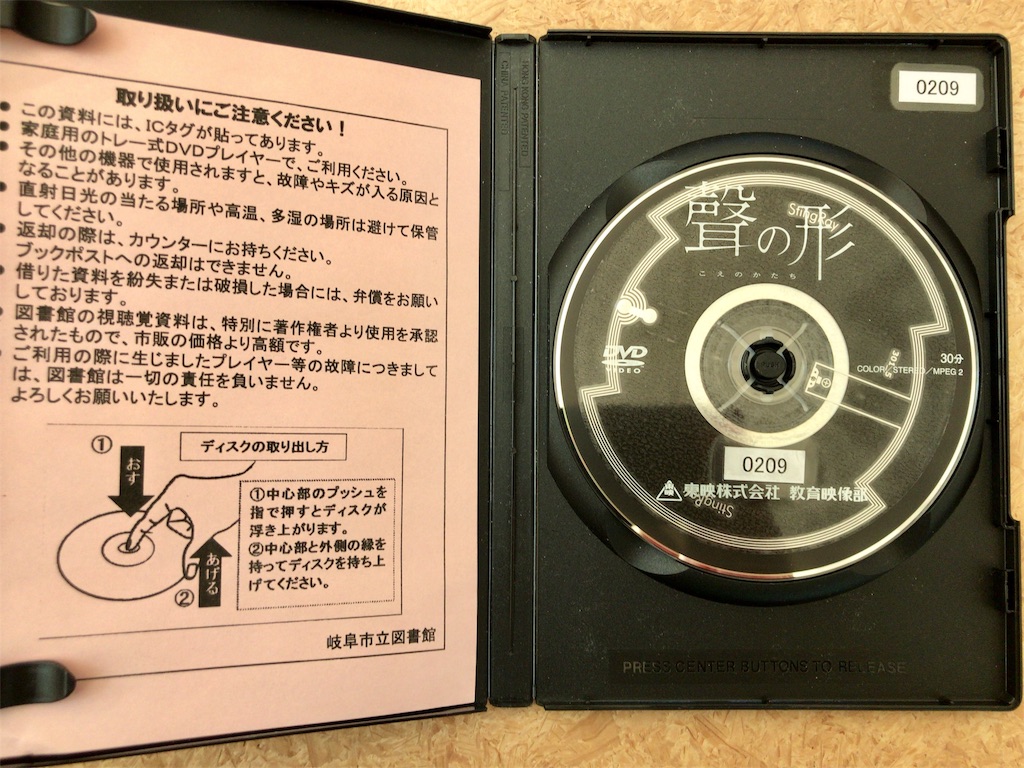 取り扱いにご注意ください！
● この資料には、ICタグが貼ってあります。
● 家庭用のトレー式DVDプレイヤーで、ご利用ください。
● その他の機器で使用されますと、故障やキズが入る原因と
なることがあります。
● 直射日光の当たる場所や高温、多湿の場所は避けて保管
してください。
● 返却の際は、カウンターにお持ちください。
ブックポストへの返却はできません。
● 借りた資料を紛失または破損した場合には、弁償をお願い
しております。
● 図書館の視聴覚資料は、特別に著作権者より使用を承認
されたもので、市販の価格より高額です。
● ご利用の際に生じましたプレイヤー等の故障につきまして
は、図書館は一切の責任を負いません。
よろしくお願いいたします。
ディスクの取り出し方
①
おす
①中心部のプッシュを
指で押すとディスクが
浮き上がります。
②中心部と外側の縁を
持ってディスクを持ち上
げてください。
あげる
②
岐阜市立図書館
HONG KONG PATENTED
CHINA PATENTED
0209
聲の形
StingRay
こえのかたち
DVD
VIDEO
30分
COLOR/STEREO/MPEG 2
0209
東映株式会社 教育映像部
PRESS CENTER BUTTONS TO RELEASE